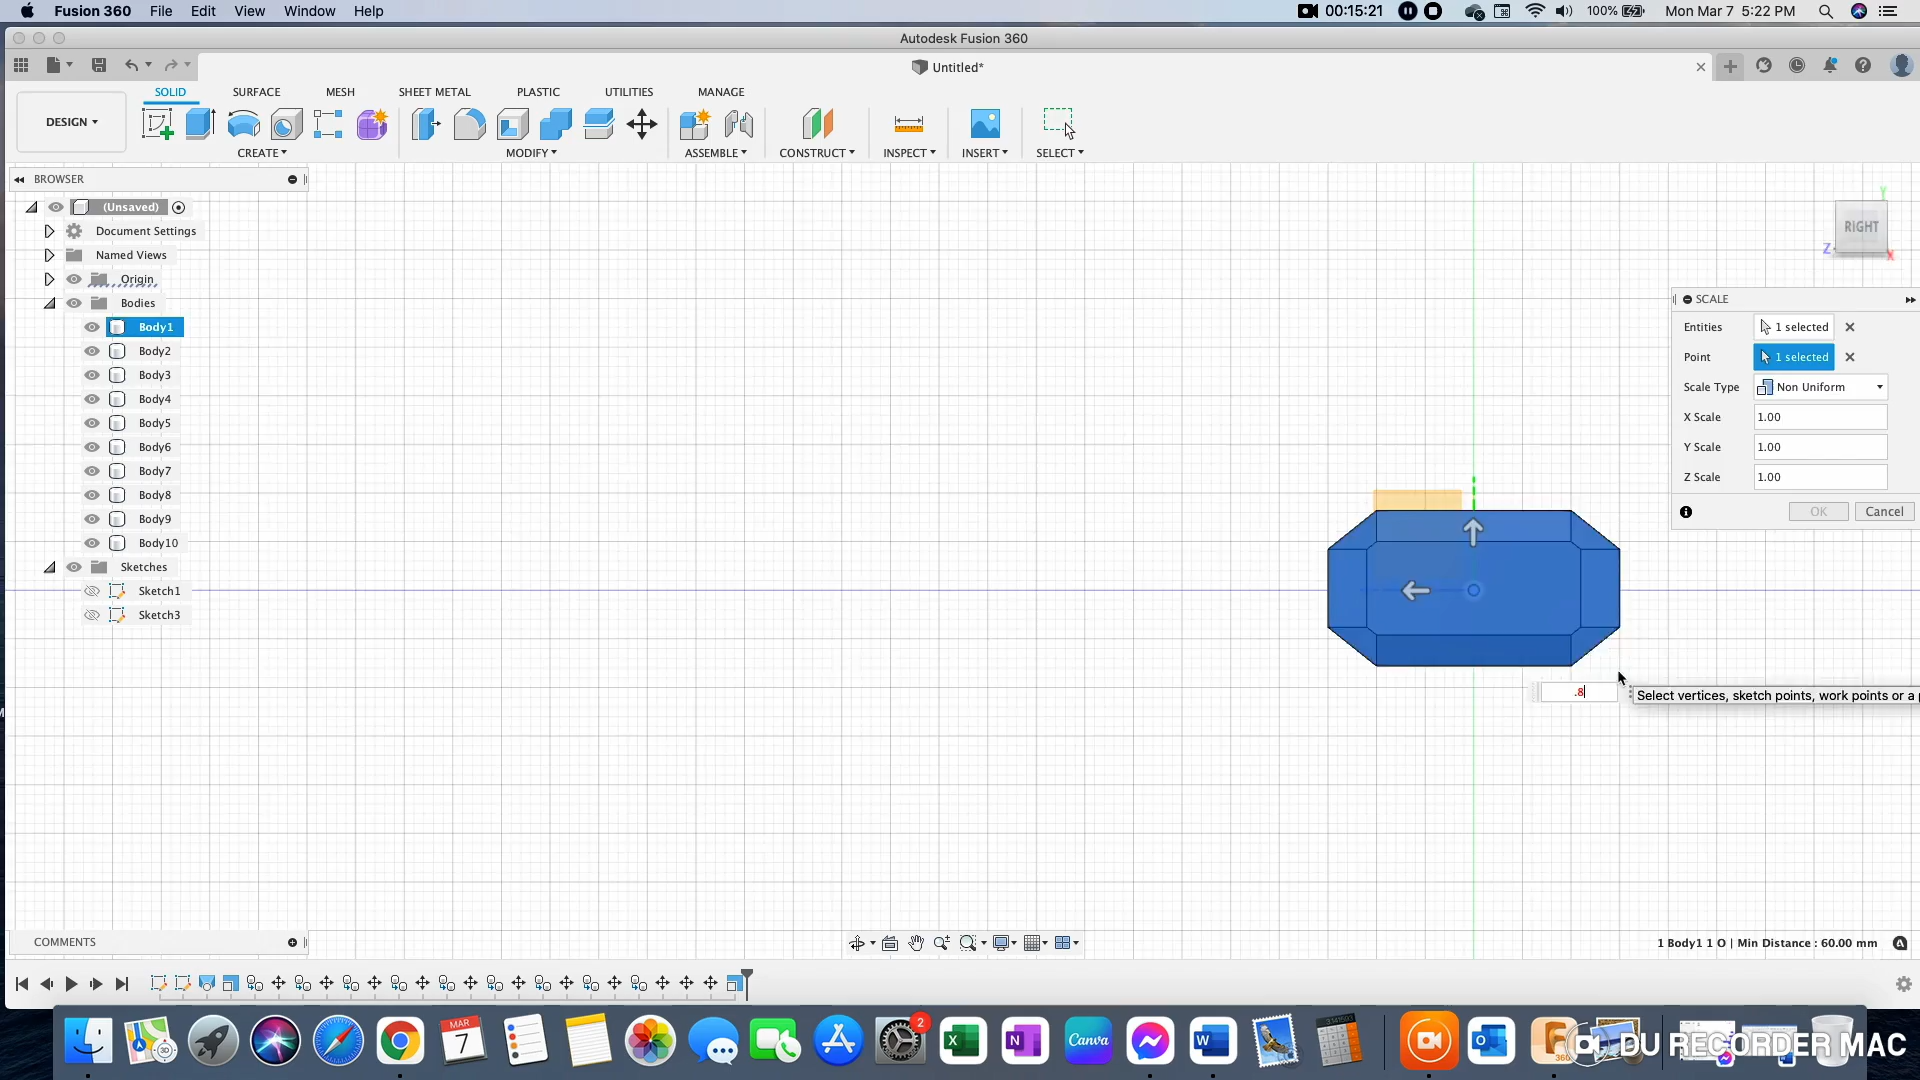 Fusion 360 File Edit View Window Help 00:15:21 100% Mon Mar 7 5:22 PM
Autodesk Fusion 360
Untitled*
SOLID SURFACE MESH SHEET METAL PLASTIC UTILITIES MANAGE
DESIGN
CREATE MODIFY ASSEMBLE CONSTRUCT INSPECT INSERT SELECT
BROWSER
(Unsaved)
Document Settings
Named Views
Origin
Bodies
Body1
Body2
Body3
Body4
Body5
Body6
Body7
Body8
Body9
Body10
Sketches
Sketch1
Sketch3
Y
RIGHT
Z
X
SCALE
Entities 1 selected
Point 1 selected
Scale Type Non Uniform
X Scale 1.00
Y Scale 1.00
Z Scale 1.00
OK Cancel
.8
Select vertices, sketch points, work points or a
COMMENTS
1 Body1 1 O | Min Distance : 60.00 mm
MAR
7
2
X
N
Canva
W
360
DU RECORDER MAC